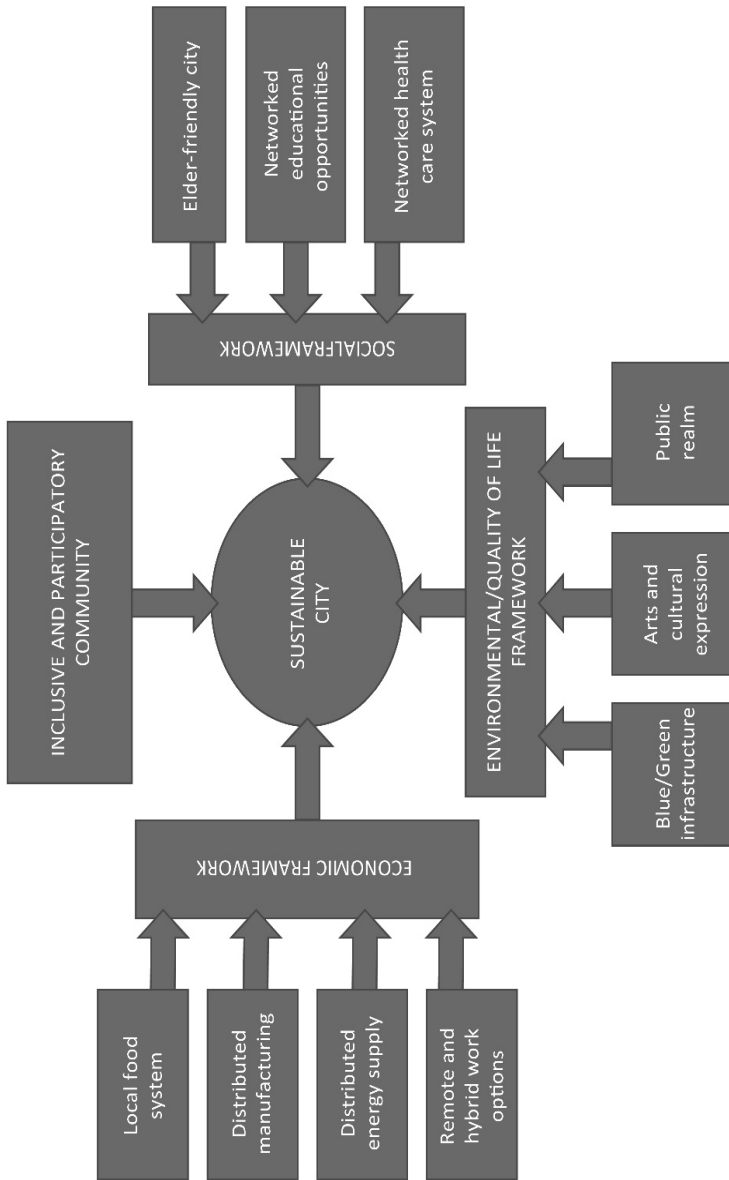 INCLUSIVE AND PARTICIPATORY
COMMUNITY
Local food
system
Distributed
manufacturing
Distributed
energy supply
Remote and
hybrid work
options
ECONOMIC FRAMEWORK
SUSTAINABLE
CITY
SOCIALFRAMEWORK
Elder-friendly city
Networked
educational
opportunities
Networked health
care system
ENVIRONMENTAL/QUALITY OF LIFE
FRAMEWORK
Blue/Green
infrastructure
Arts and
cultural
expression
Public
realm